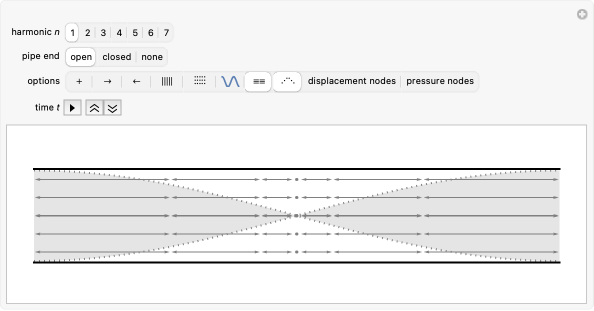 harmonic n 1 2 3 4 5 6 7
pipe end open closed none
options + → ← displacement nodes pressure nodes
time t